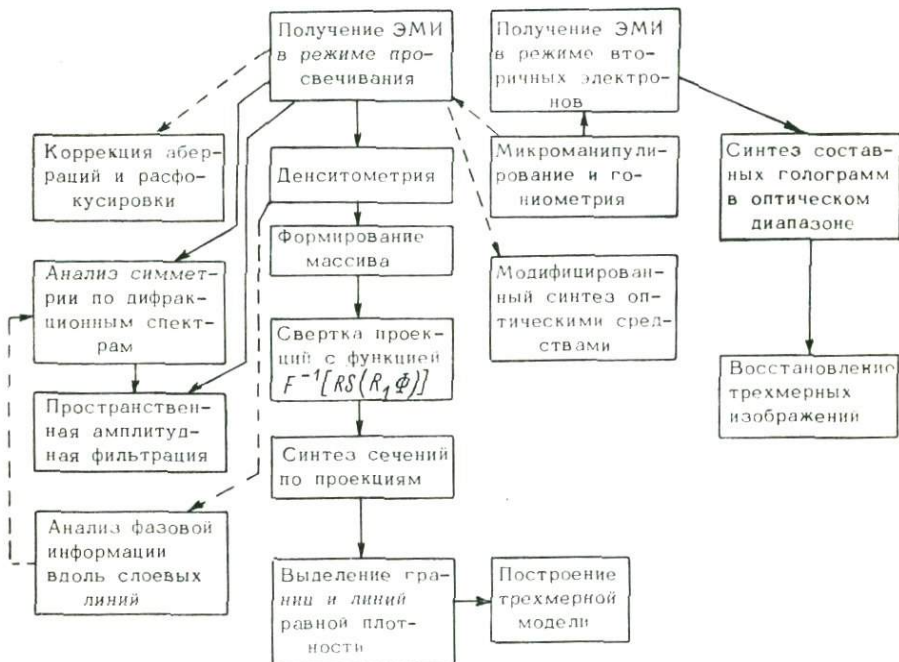 Получение ЭМИ
в режиме про-
свечивания
Получение ЭМИ
в режиме вто-
ричных электро-
нов
Коррекция абер-
раций и расфо-
кусировки
Денситометрия
Микроманипули-
рование и го-
ниометрия
Синтез состав-
ных голограмм
в оптическом
диапазоне
Формирование
массива
Анализ симмет-
рии по дифрак-
ционным спект-
рам
Модифицирован-
ный синтез оп-
тическими сред-
ствами
Свертка проек-
ций с функцией
F⁻¹[RS(R₁Φ)]
Восстановление
трехмерных
изображений
Пространствен-
ная амплитуд-
ная фильтрация
Синтез сечений
по проекциям
Анализ фазовой
информации
вдоль слоевых
линий
Выделение гра-
ниц и линий
равной плот-
ности
Построение
трехмерной
модели